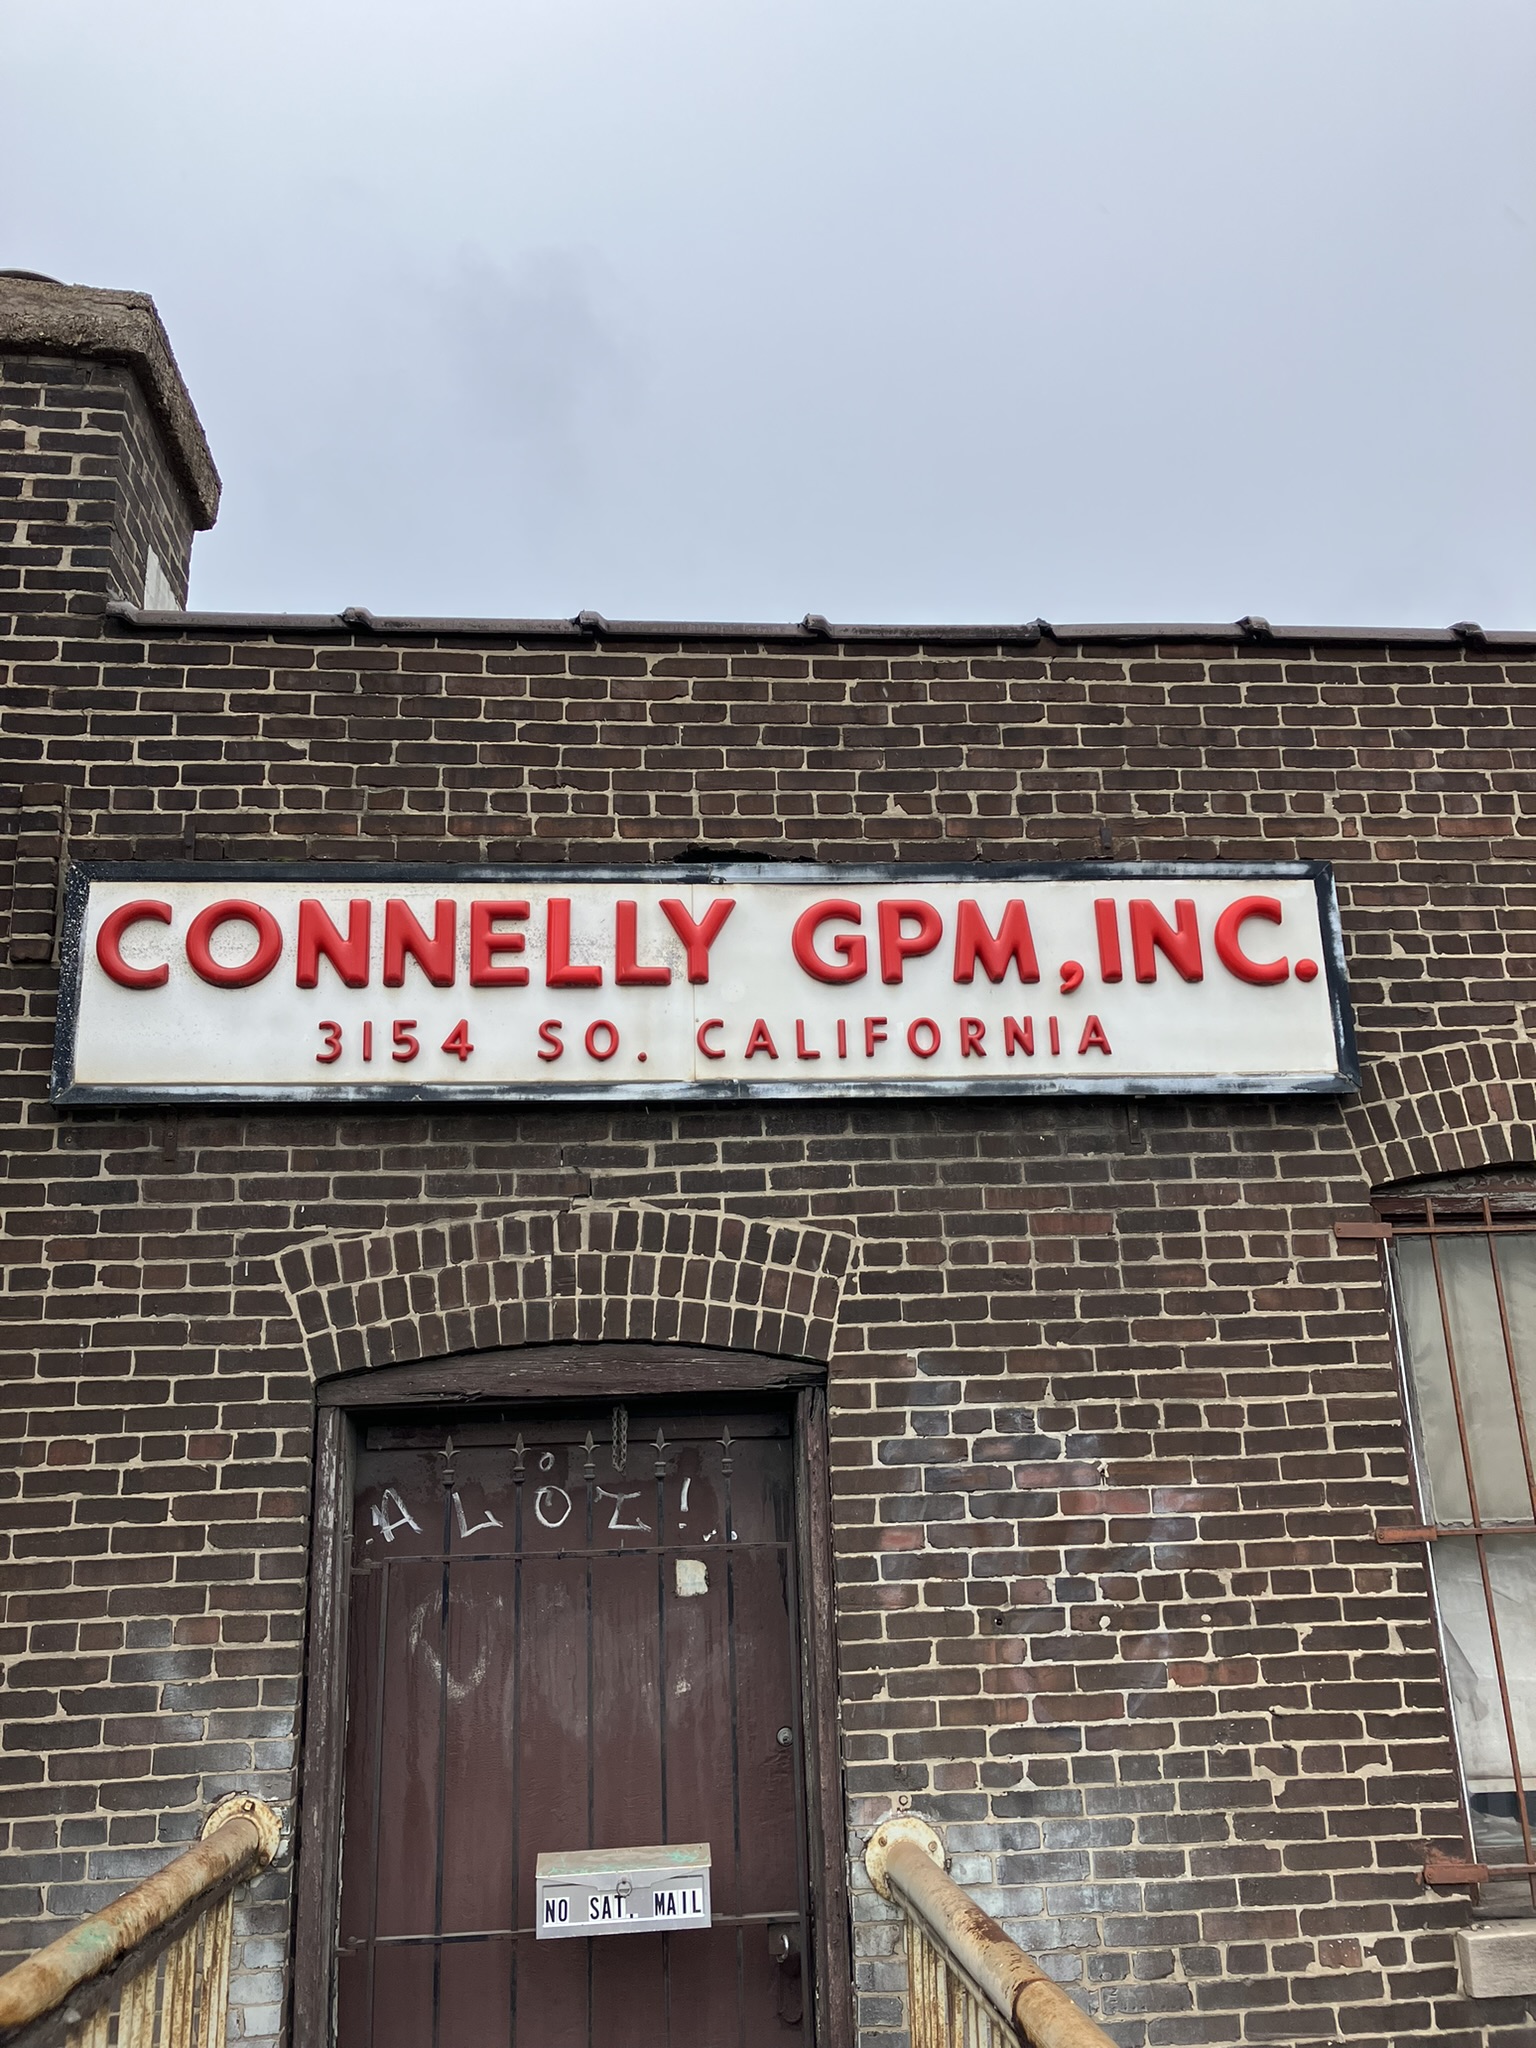 CONNELLY GPM, INC.
3154 SO. CALIFORNIA
NO SAT. MAIL